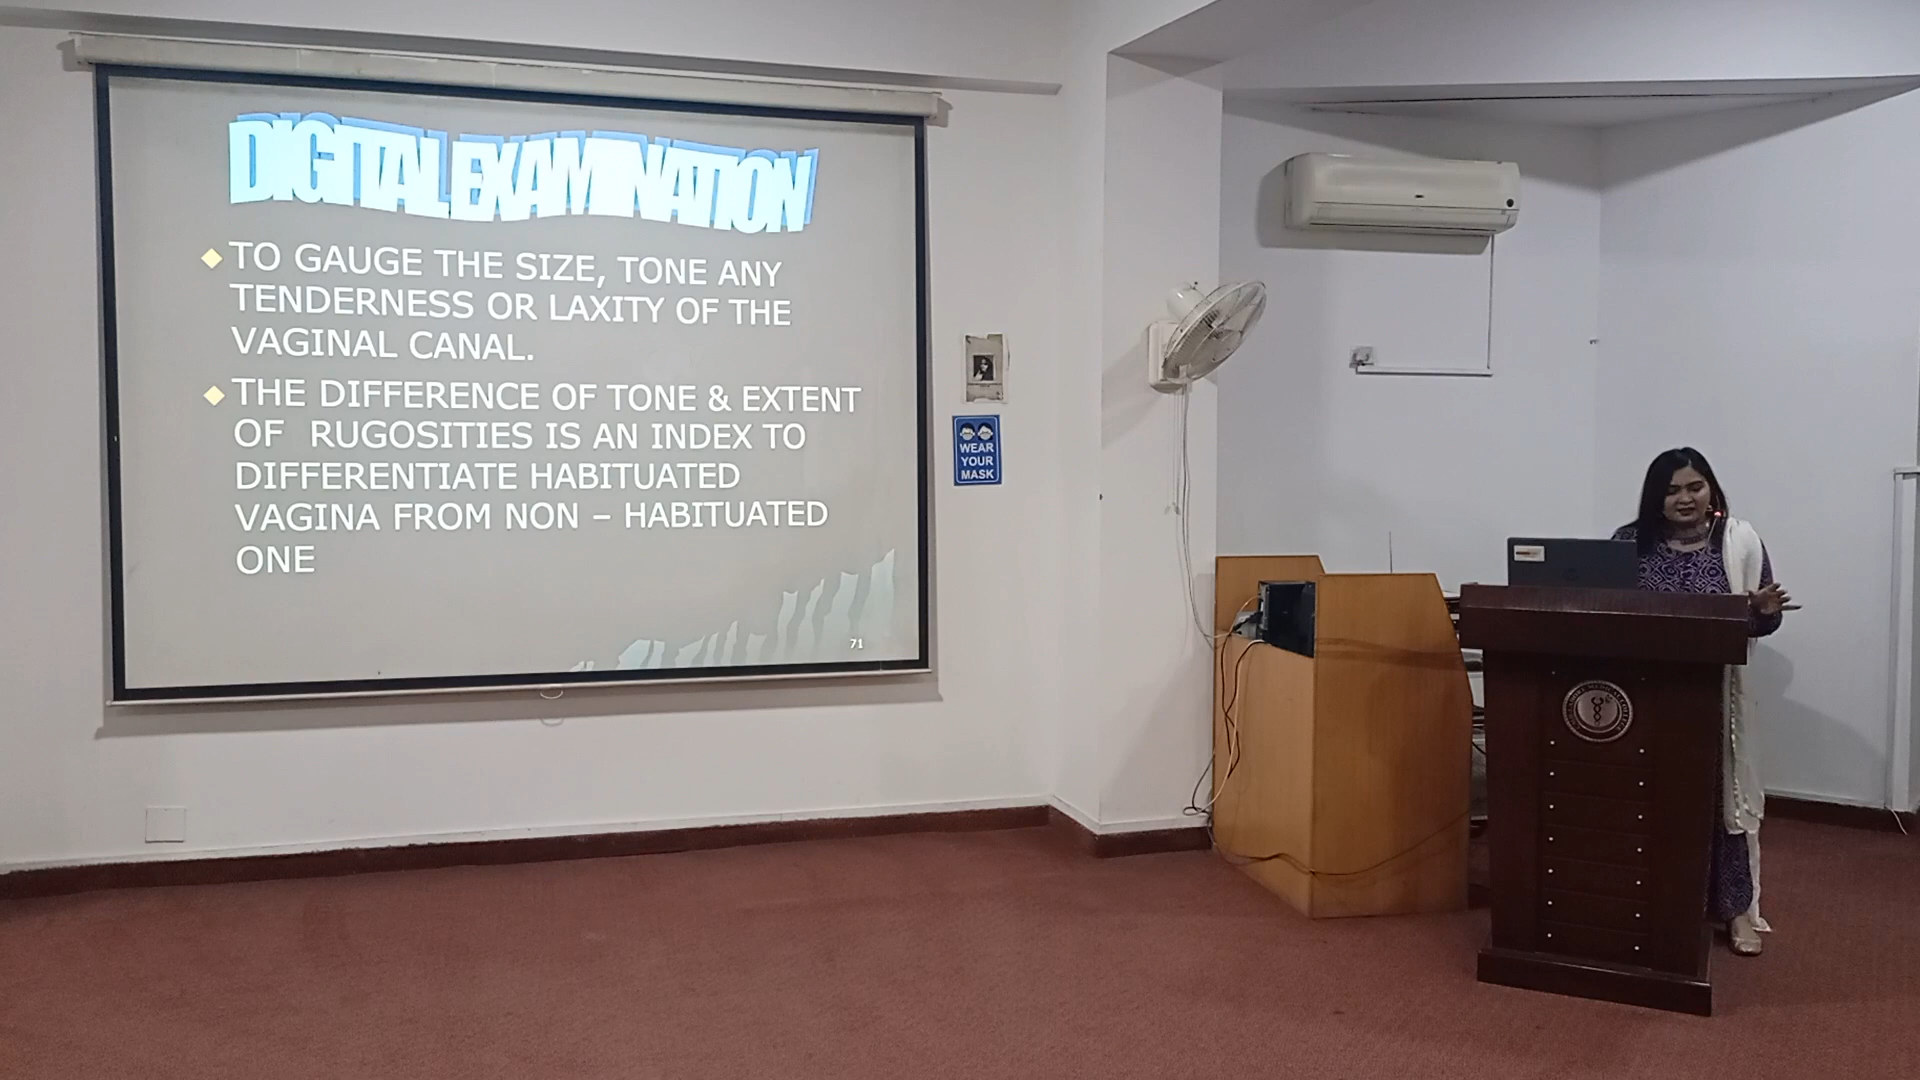 DIGITAL EXAMINATION
TO GAUGE THE SIZE, TONE ANY
TENDERNESS OR LAXITY OF THE
VAGINAL CANAL.
THE DIFFERENCE OF TONE & EXTENT
OF RUGOSITIES IS AN INDEX TO
DIFFERENTIATE HABITUATED
VAGINA FROM NON – HABITUATED
ONE
71
WEAR
YOUR
MASK